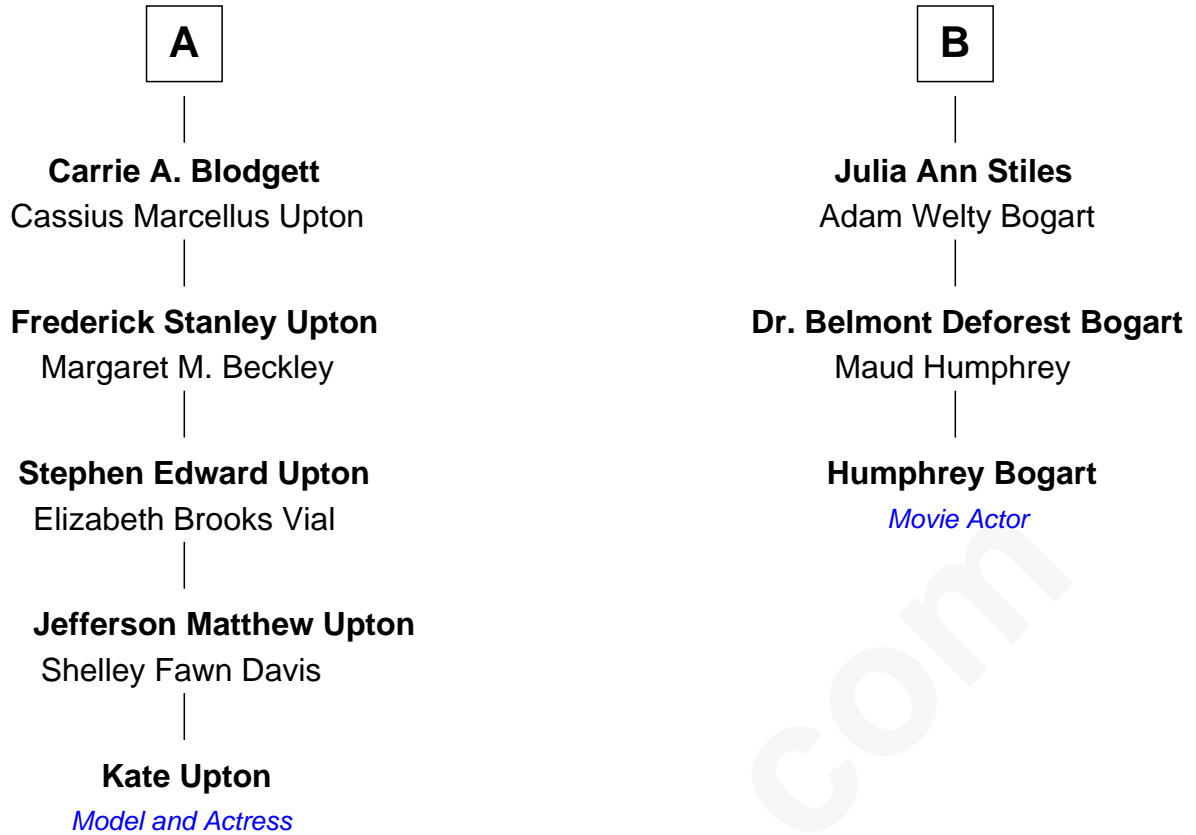 A
Carrie A. Blodgett
Cassius Marcellus Upton
Frederick Stanley Upton
Margaret M. Beckley
Stephen Edward Upton
Elizabeth Brooks Vial
Jefferson Matthew Upton
Shelley Fawn Davis
Kate Upton
Model and Actress
B
Julia Ann Stiles
Adam Welty Bogart
Dr. Belmont Deforest Bogart
Maud Humphrey
Humphrey Bogart
Movie Actor
com